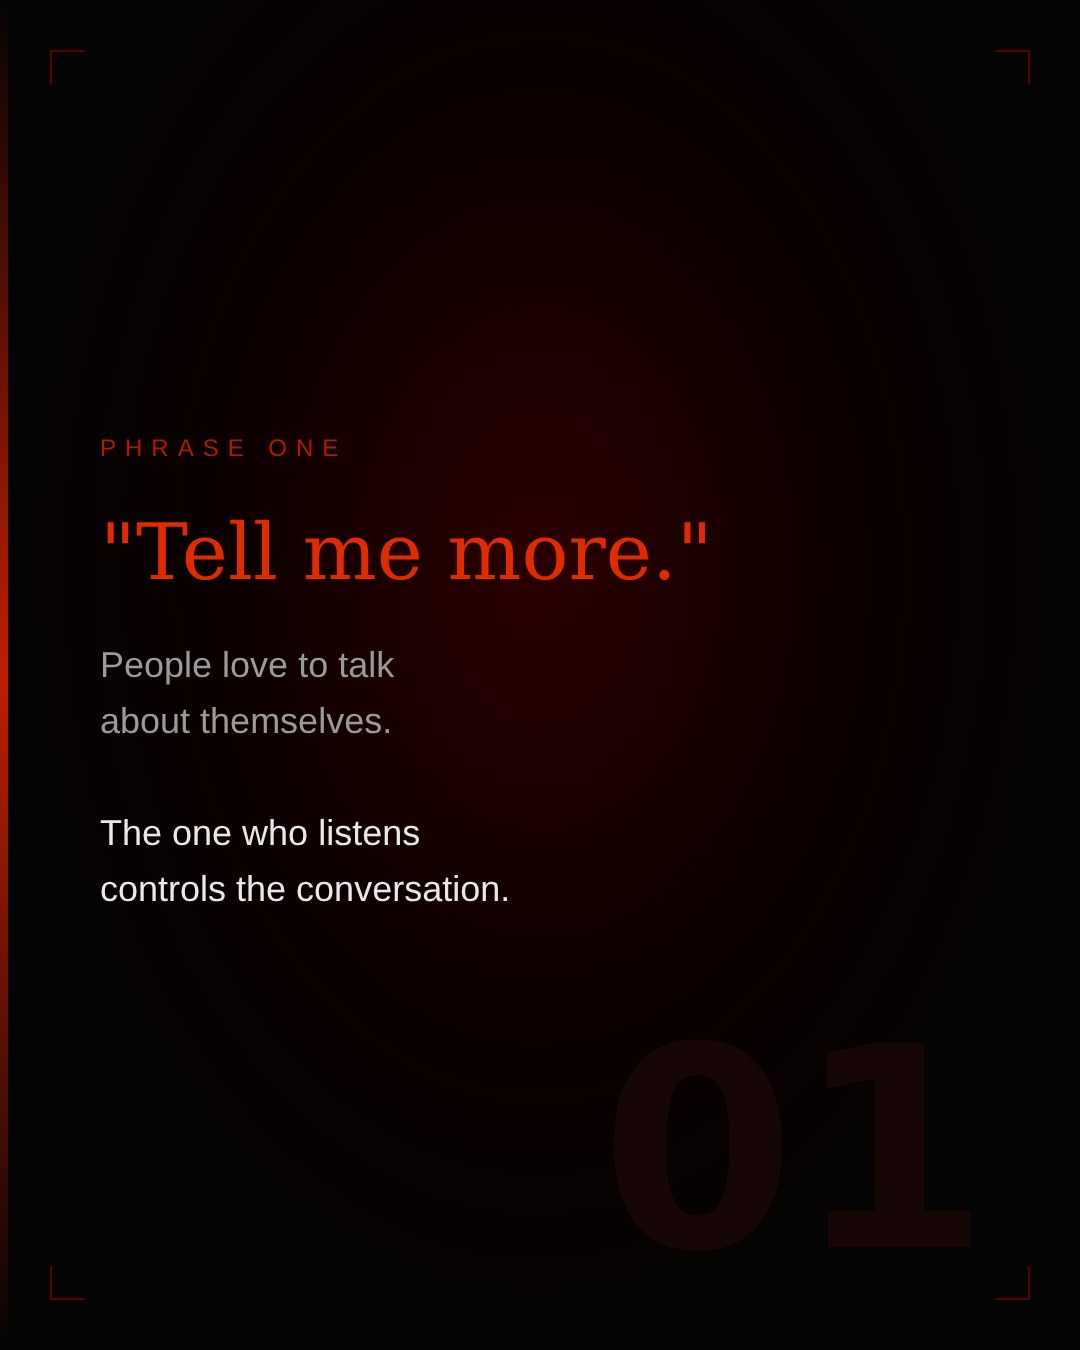 PHRASE ONE
"Tell me more."
People love to talk
about themselves.
The one who listens
controls the conversation.
01